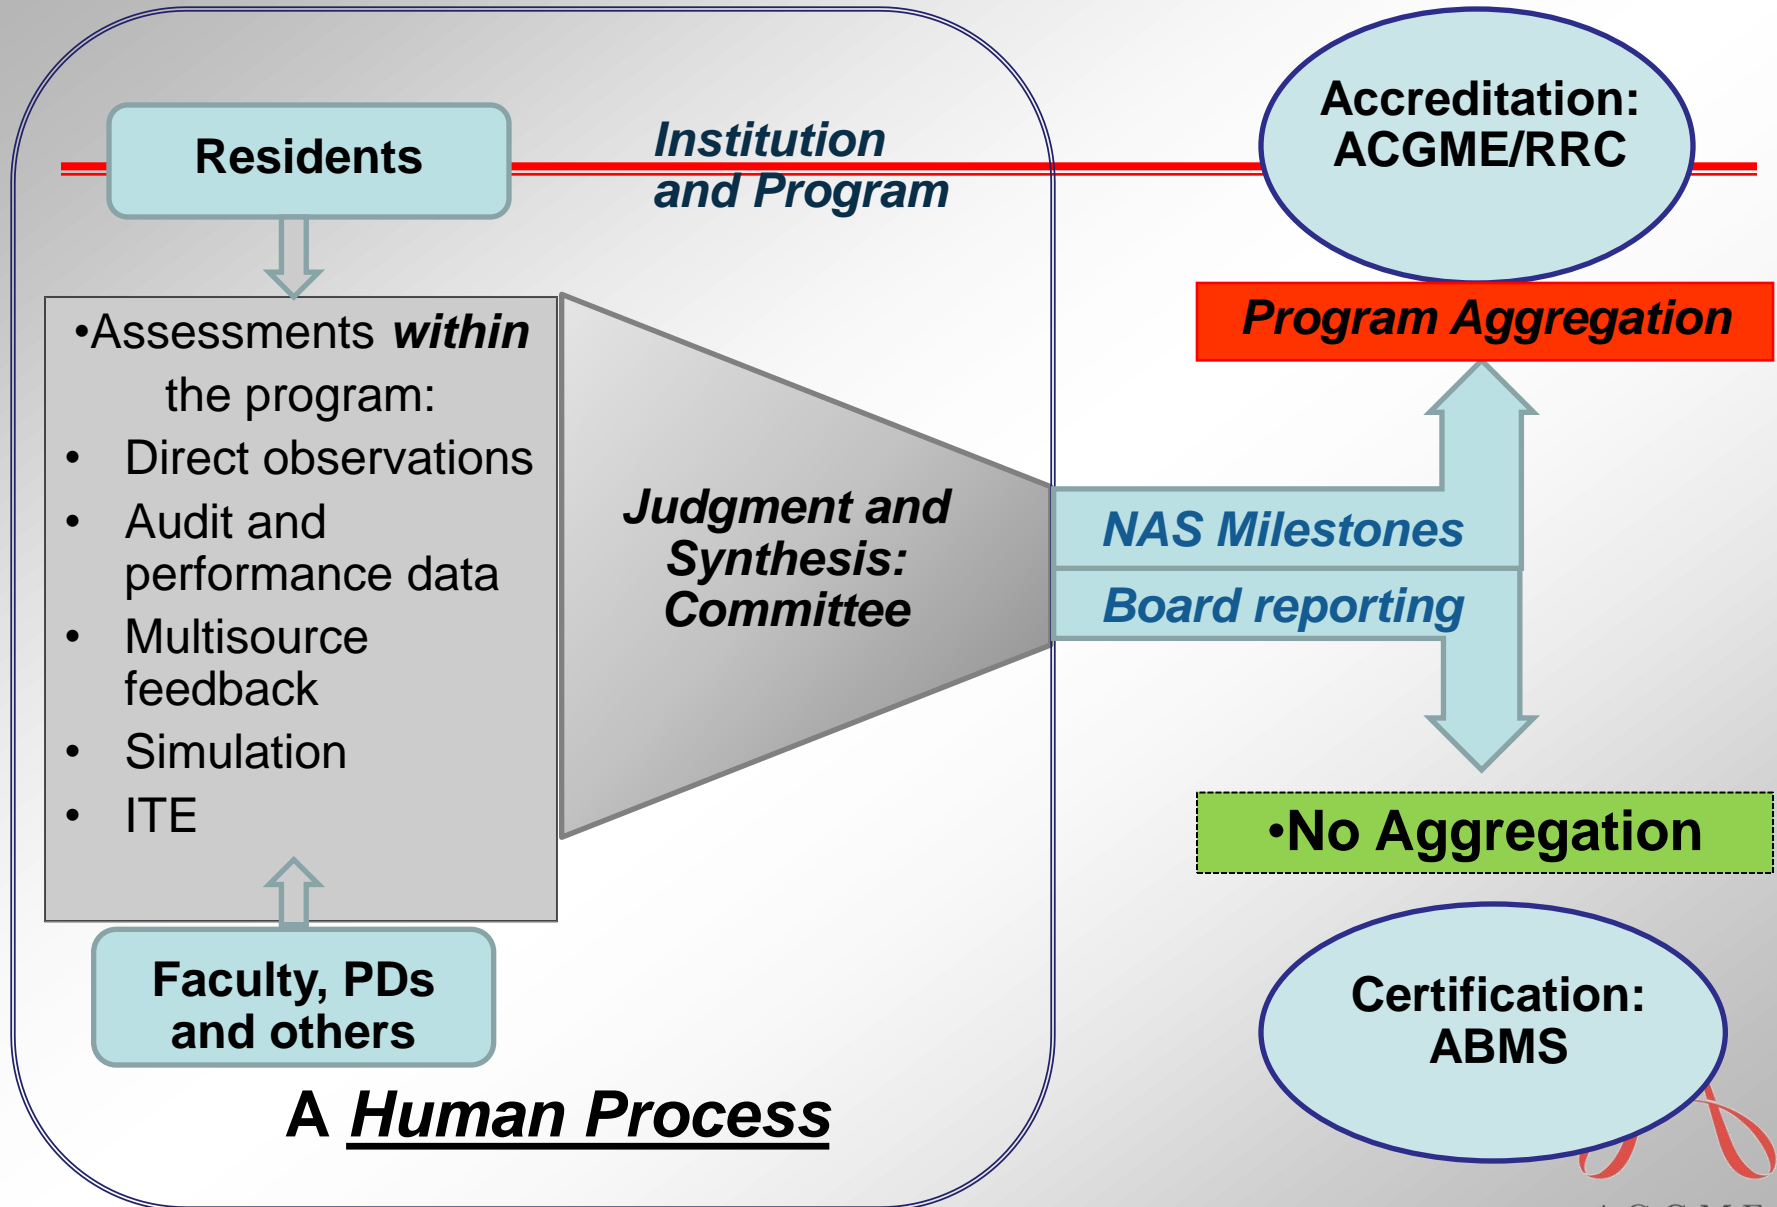 Residents
Institution
and Program
Accreditation:
ACGME/RRC
Program Aggregation
•Assessments within
the program:
• Direct observations
• Audit and
performance data
• Multisource
feedback
• Simulation
• ITE
Judgment and
Synthesis:
Committee
NAS Milestones
Board reporting
•No Aggregation
Faculty, PDs
and others
Certification:
ABMS
A Human Process
ACGME